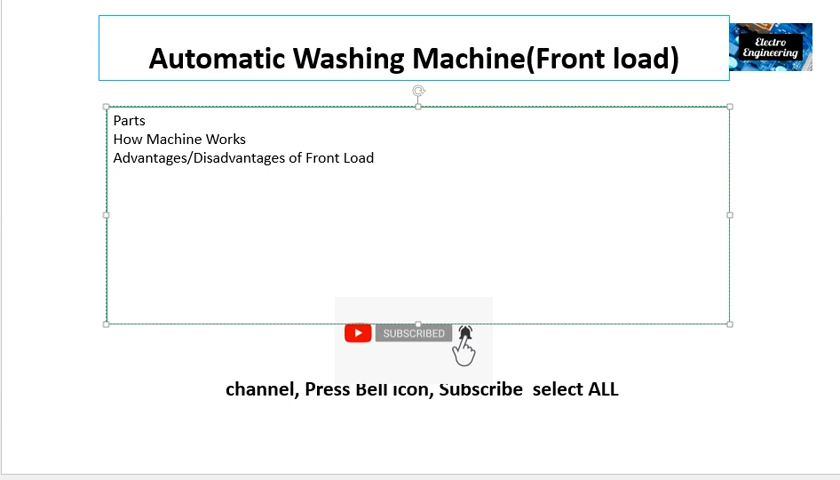 Automatic Washing Machine(Front load)
Electro
Engineering
Parts
How Machine Works
Advantages/Disadvantages of Front Load
SUBSCRIBED
channel, Press Bell Icon, Subscribe select ALL